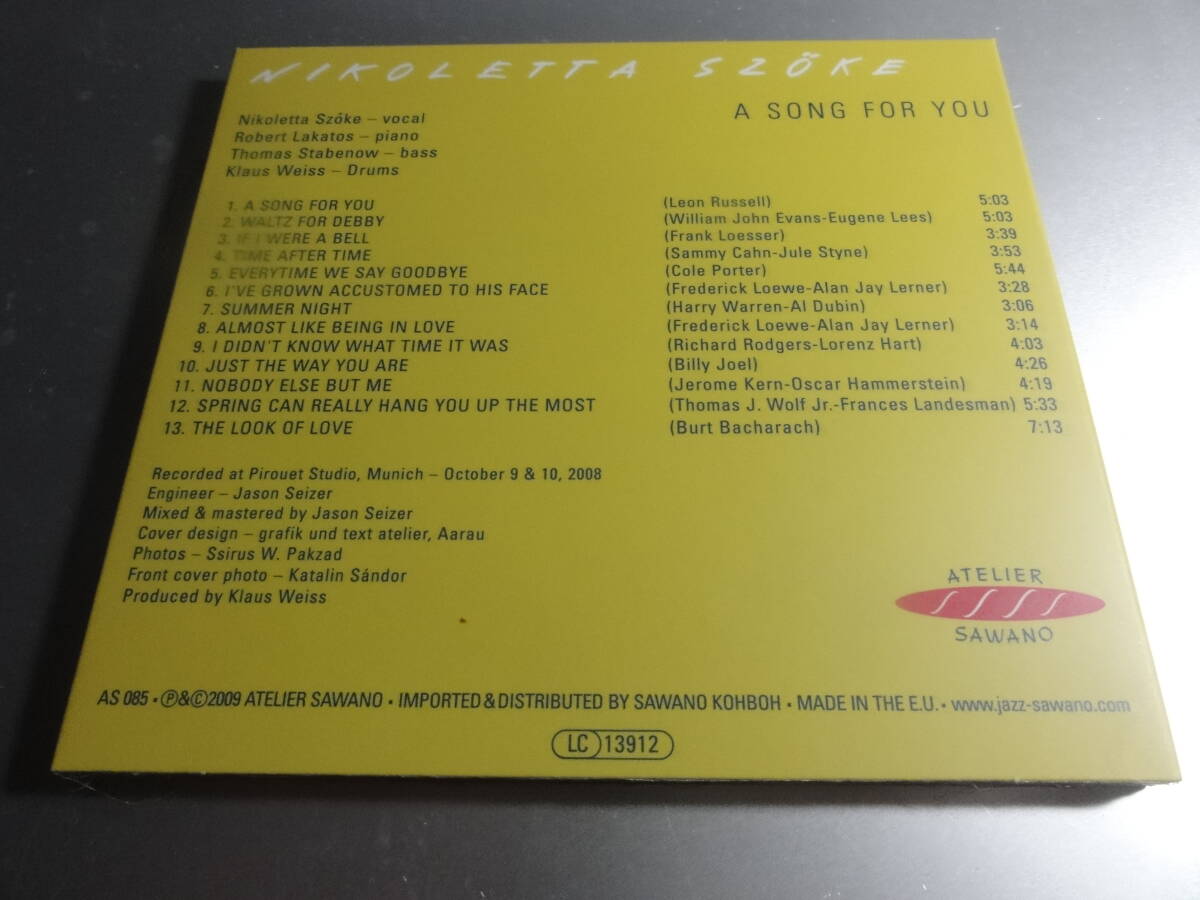 NIKOLETTA SZŐKE
A SONG FOR YOU
Nikoletta Szőke – vocal
Robert Lakatos – piano
Thomas Stabenow – bass
Klaus Weiss – Drums
1. A SONG FOR YOU (Leon Russell) 5:03
2. WALTZ FOR DEBBY (William John Evans-Eugene Lees) 5:03
3. IF I WERE A BELL (Frank Loesser) 3:39
4. TIME AFTER TIME (Sammy Cahn-Jule Styne) 3:53
5. EVERYTIME WE SAY GOODBYE (Cole Porter) 5:44
6. I'VE GROWN ACCUSTOMED TO HIS FACE (Frederick Loewe-Alan Jay Lerner) 3:28
7. SUMMER NIGHT (Harry Warren-Al Dubin) 3:06
8. ALMOST LIKE BEING IN LOVE (Frederick Loewe-Alan Jay Lerner) 3:14
9. I DIDN'T KNOW WHAT TIME IT WAS (Richard Rodgers-Lorenz Hart) 4:03
10. JUST THE WAY YOU ARE (Billy Joel) 4:26
11. NOBODY ELSE BUT ME (Jerome Kern-Oscar Hammerstein) 4:19
12. SPRING CAN REALLY HANG YOU UP THE MOST (Thomas J. Wolf Jr.-Frances Landesman) 5:33
13. THE LOOK OF LOVE (Burt Bacharach) 7:13
Recorded at Pirouet Studio, Munich – October 9 & 10, 2008
Engineer – Jason Seizer
Mixed & mastered by Jason Seizer
Cover design – grafik und text atelier, Aarau
Photos – Ssirus W. Pakzad
Front cover photo – Katalin Sándor
Produced by Klaus Weiss
ATELIER
SSSS
SAWANO
AS 085 • ℗&©2009 ATELIER SAWANO • IMPORTED & DISTRIBUTED BY SAWANO KOHBOH • MADE IN THE E.U. • www.jazz-sawano.com
LC 13912